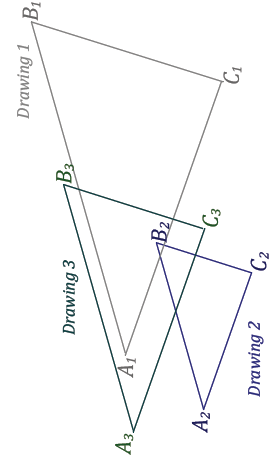 B1
Drawing 1
C1
A1
B3
Drawing 3
C3
A3
B2
C2
Drawing 2
A2